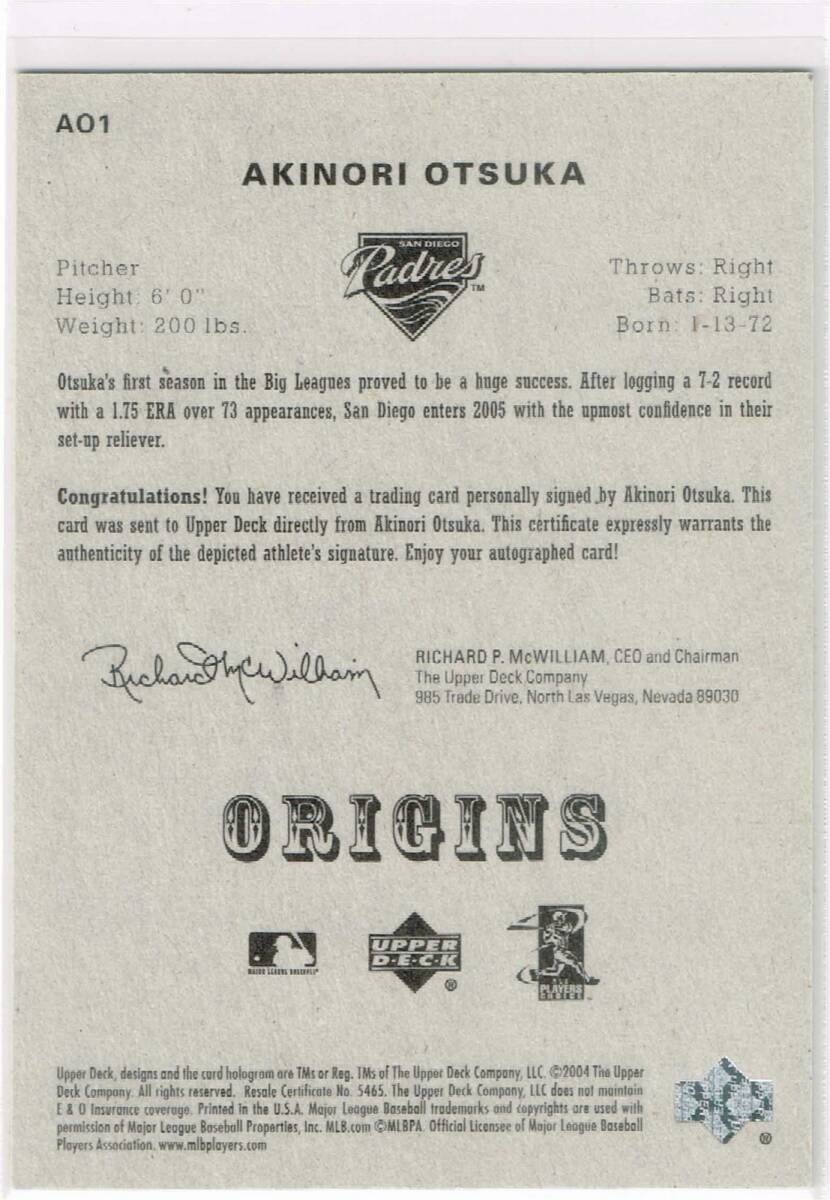 AO1
AKINORI OTSUKA
Pitcher
Height: 6' 0"
Weight: 200 lbs.
SAN DIEGO
Padres™
Throws: Right
Bats: Right
Born: 1-13-72
Otsuka's first season in the Big Leagues proved to be a huge success. After logging a 7-2 record
with a 1.75 ERA over 73 appearances, San Diego enters 2005 with the upmost confidence in their
set-up reliever.
Congratulations! You have received a trading card personally signed by Akinori Otsuka. This
card was sent to Upper Deck directly from Akinori Otsuka. This certificate expressly warrants the
authenticity of the depicted athlete's signature. Enjoy your autographed card!
Richard McWilliam
RICHARD P. McWILLIAM, CEO and Chairman
The Upper Deck Company
985 Trade Drive, North Las Vegas, Nevada 89030
ORIGINS
MAJOR LEAGUE BASEBALL
UPPER
D·E·C·K
®
PLAYERS
CHOICE
Upper Deck, designs and the card hologram are TMs or Reg. TMs of The Upper Deck Company, LLC. ©2004 The Upper
Deck Company. All rights reserved. Resale Certificate No. 5465. The Upper Deck Company, LLC does not maintain
E & O Insurance coverage. Printed in the U.S.A. Major League Baseball trademarks and copyrights are used with
permission of Major League Baseball Properties, Inc. MLB.com ©MLBPA. Official Licensee of Major League Baseball
Players Association. www.mlbplayers.com
®